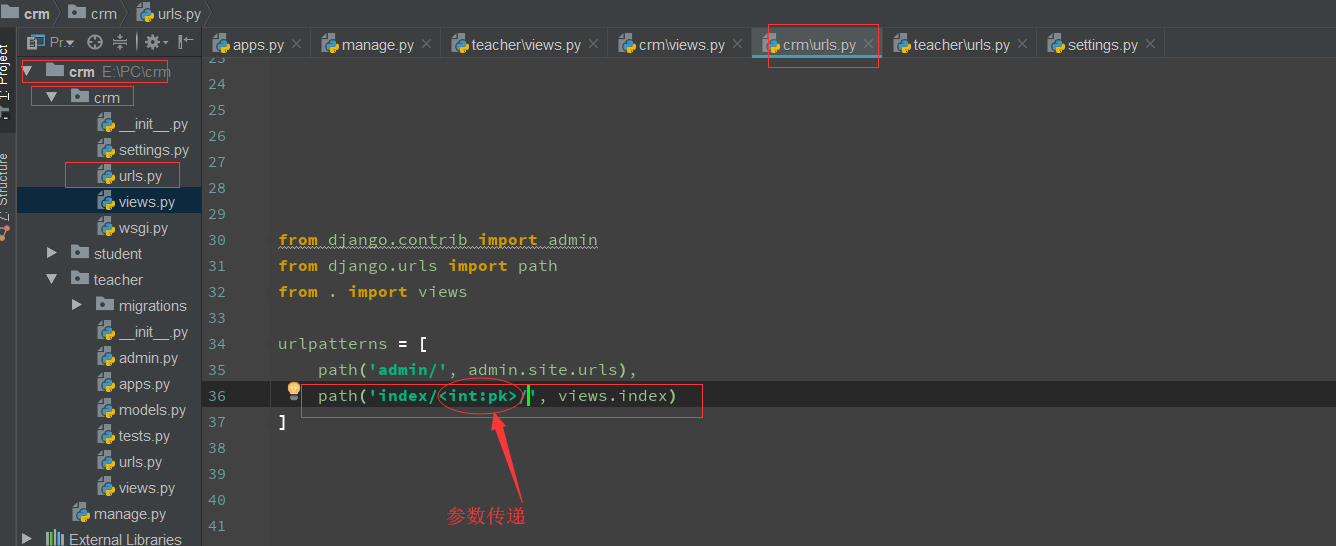 crm crm urls.py
Pr.. apps.py manage.py teacher\views.py crm\views.py crm\urls.py teacher\urls.py settings.py
1: Project
crm E:\PC\crm
crm
__init__.py
settings.py
urls.py
views.py
wsgi.py
student
teacher
migrations
__init__.py
admin.py
apps.py
models.py
tests.py
urls.py
views.py
manage.py
External Libraries
Z: Structure
23
24
25
26
27
28
29
30 from django.contrib import admin
31 from django.urls import path
32 from . import views
33
34 urlpatterns = [
35 path('admin/', admin.site.urls),
36 path('index/<int:pk>/', views.index)
37 ]
38
39
40
41
参数传递